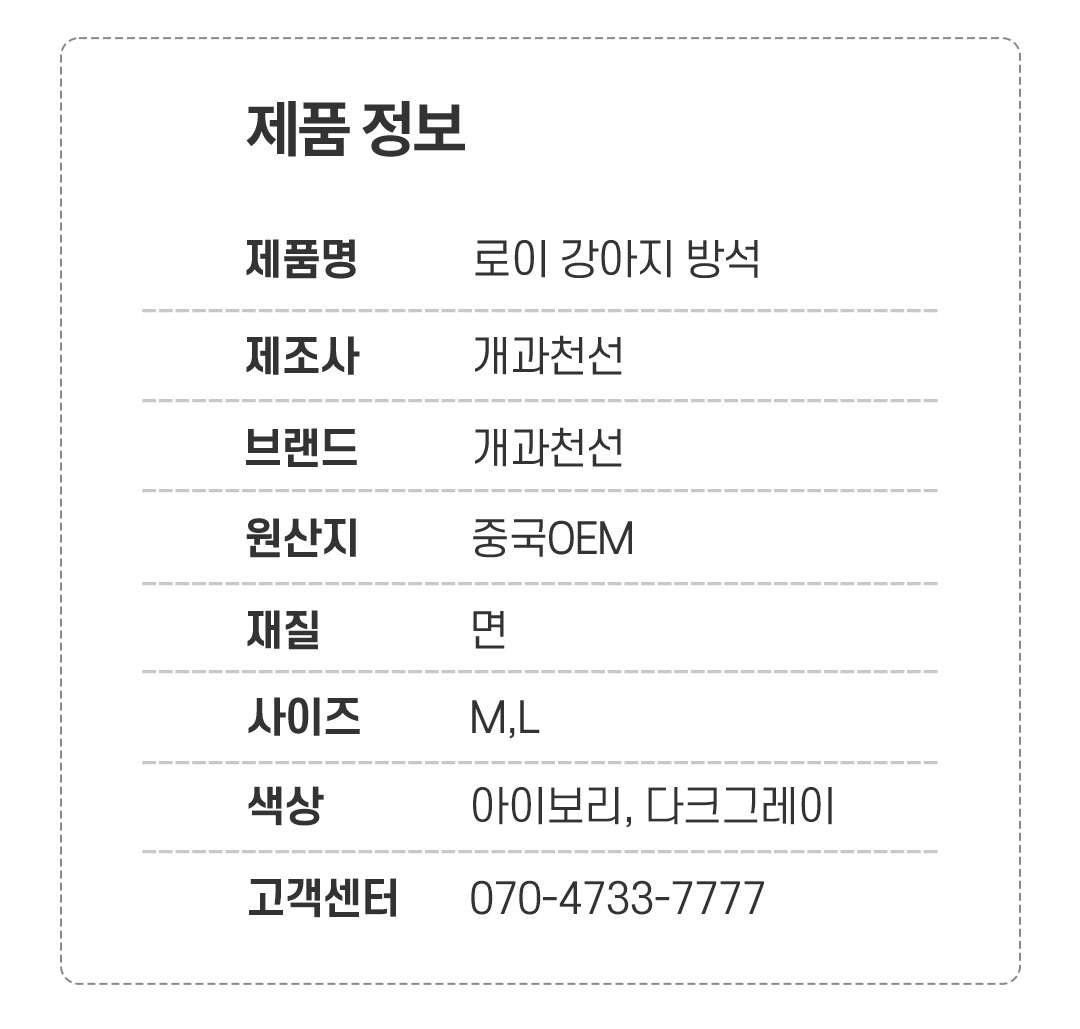 제품 정보
제품명 로이 강아지 방석
제조사 개과천선
브랜드 개과천선
원산지 중국OEM
재질 면
사이즈 M,L
색상 아이보리, 다크그레이
고객센터 070-4733-7777